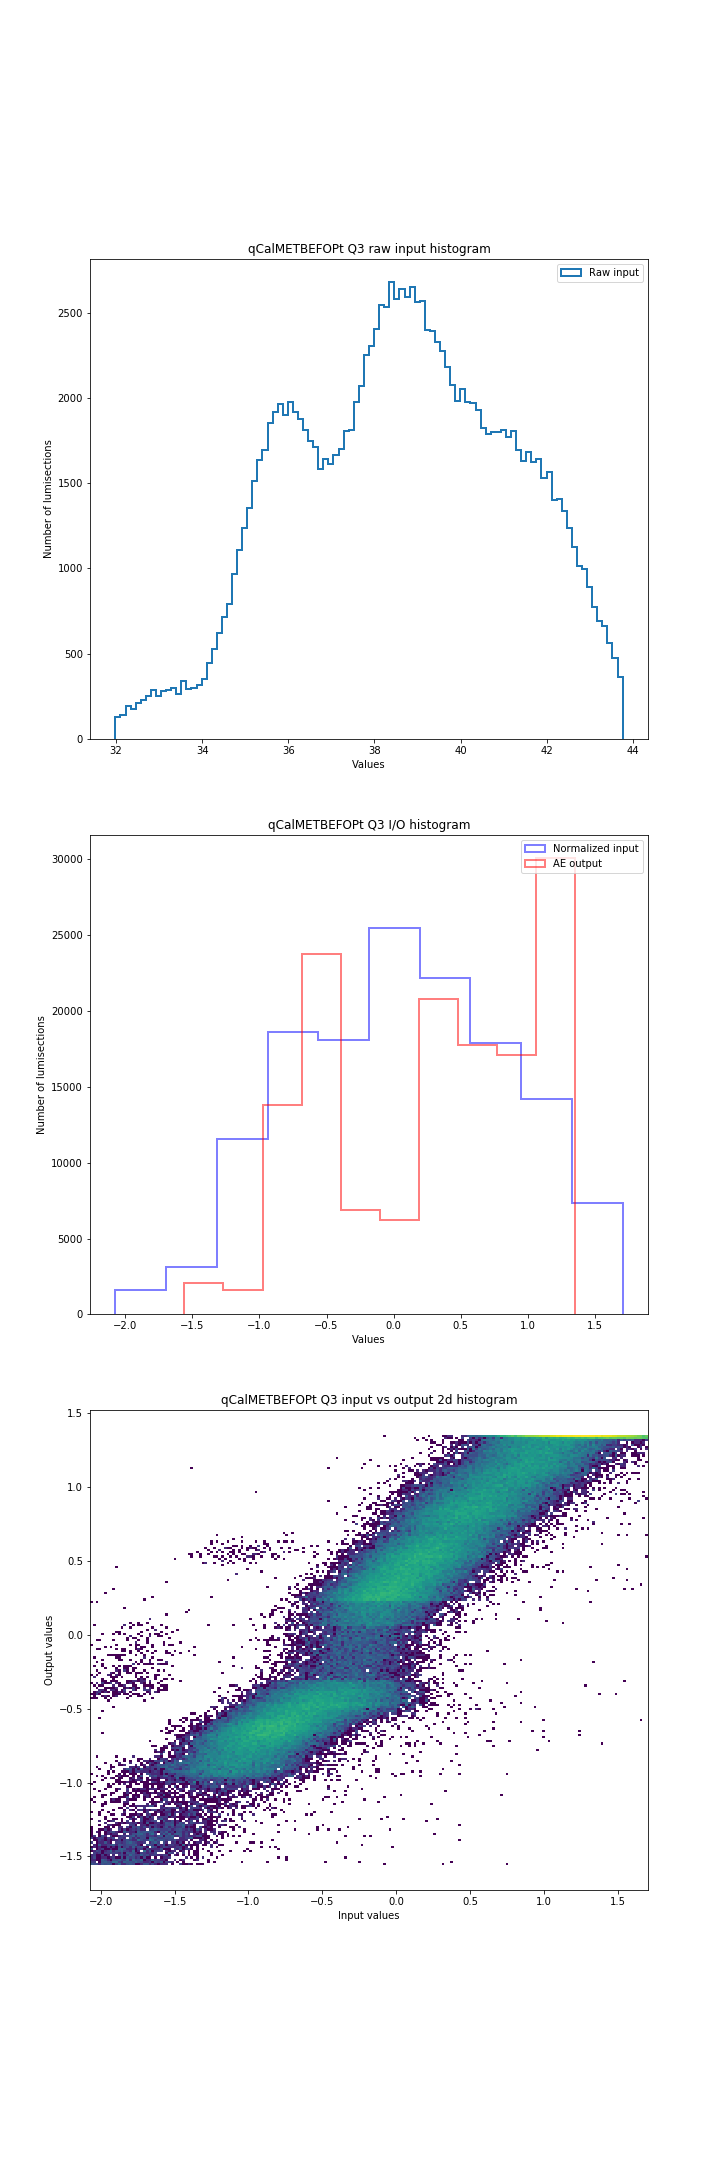 qCalMETBEFOPt Q3 raw input histogram
Raw input
2500
2000
1500
1000
500
0
Number of lumisections
32 34 36 38 40 42 44
Values
qCalMETBEFOPt Q3 I/O histogram
Normalized input
AE output
30000
25000
20000
15000
10000
5000
0
Number of lumisections
−2.0 −1.5 −1.0 −0.5 0.0 0.5 1.0 1.5
Values
qCalMETBEFOPt Q3 input vs output 2d histogram
1.5
1.0
0.5
0.0
−0.5
−1.0
−1.5
Output values
−2.0 −1.5 −1.0 −0.5 0.0 0.5 1.0 1.5
Input values